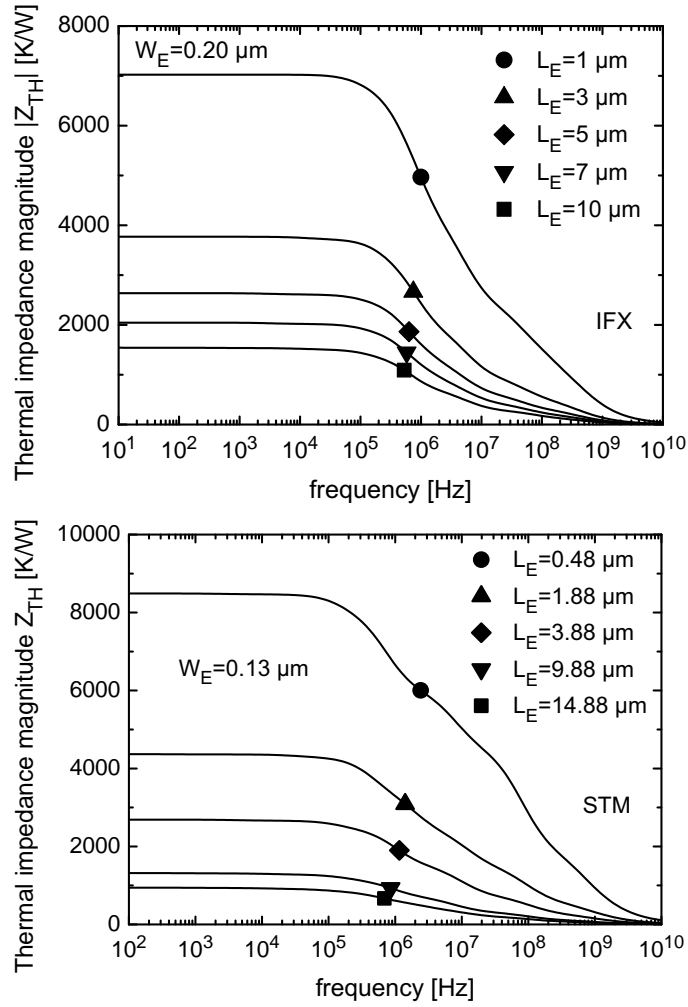 Thermal impedance magnitude |Z_TH| [K/W]
8000
6000
4000
2000
0
W_E=0.20 µm
L_E=1 µm
L_E=3 µm
L_E=5 µm
L_E=7 µm
L_E=10 µm
IFX
10^1 10^2 10^3 10^4 10^5 10^6 10^7 10^8 10^9 10^10
frequency [Hz]
Thermal impedance magnitude Z_TH [K/W]
10000
8000
6000
4000
2000
0
L_E=0.48 µm
L_E=1.88 µm
L_E=3.88 µm
L_E=9.88 µm
L_E=14.88 µm
W_E=0.13 µm
STM
10^2 10^3 10^4 10^5 10^6 10^7 10^8 10^9 10^10
frequency [Hz]